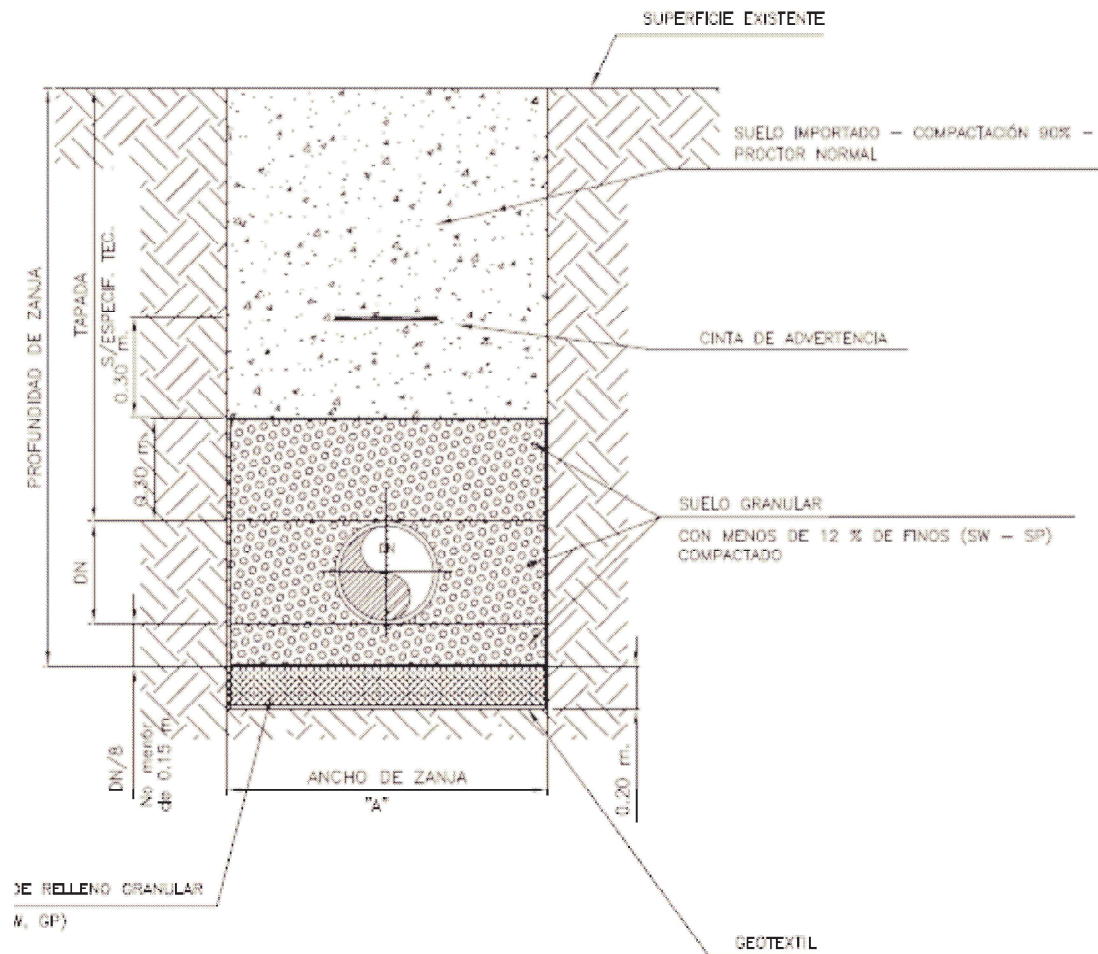 SUPERFICIE EXISTENTE
SUELO IMPORTADO – COMPACTACIÓN 90% –
PROCTOR NORMAL
PROFUNDIDAD DE ZANJA
TAPADA
S/ESPECIF. TEC.
0.30 m.
CINTA DE ADVERTENCIA
0.30 m.
SUELO GRANULAR
CON MENOS DE 12 % DE FINOS (SW – SP)
COMPACTADO
DN
DN
DN/8
No menor
de 0.15 m.
ANCHO DE ZANJA
"A"
0.20 m.
DE RELLENO GRANULAR
W, GP)
GEOTEXTIL